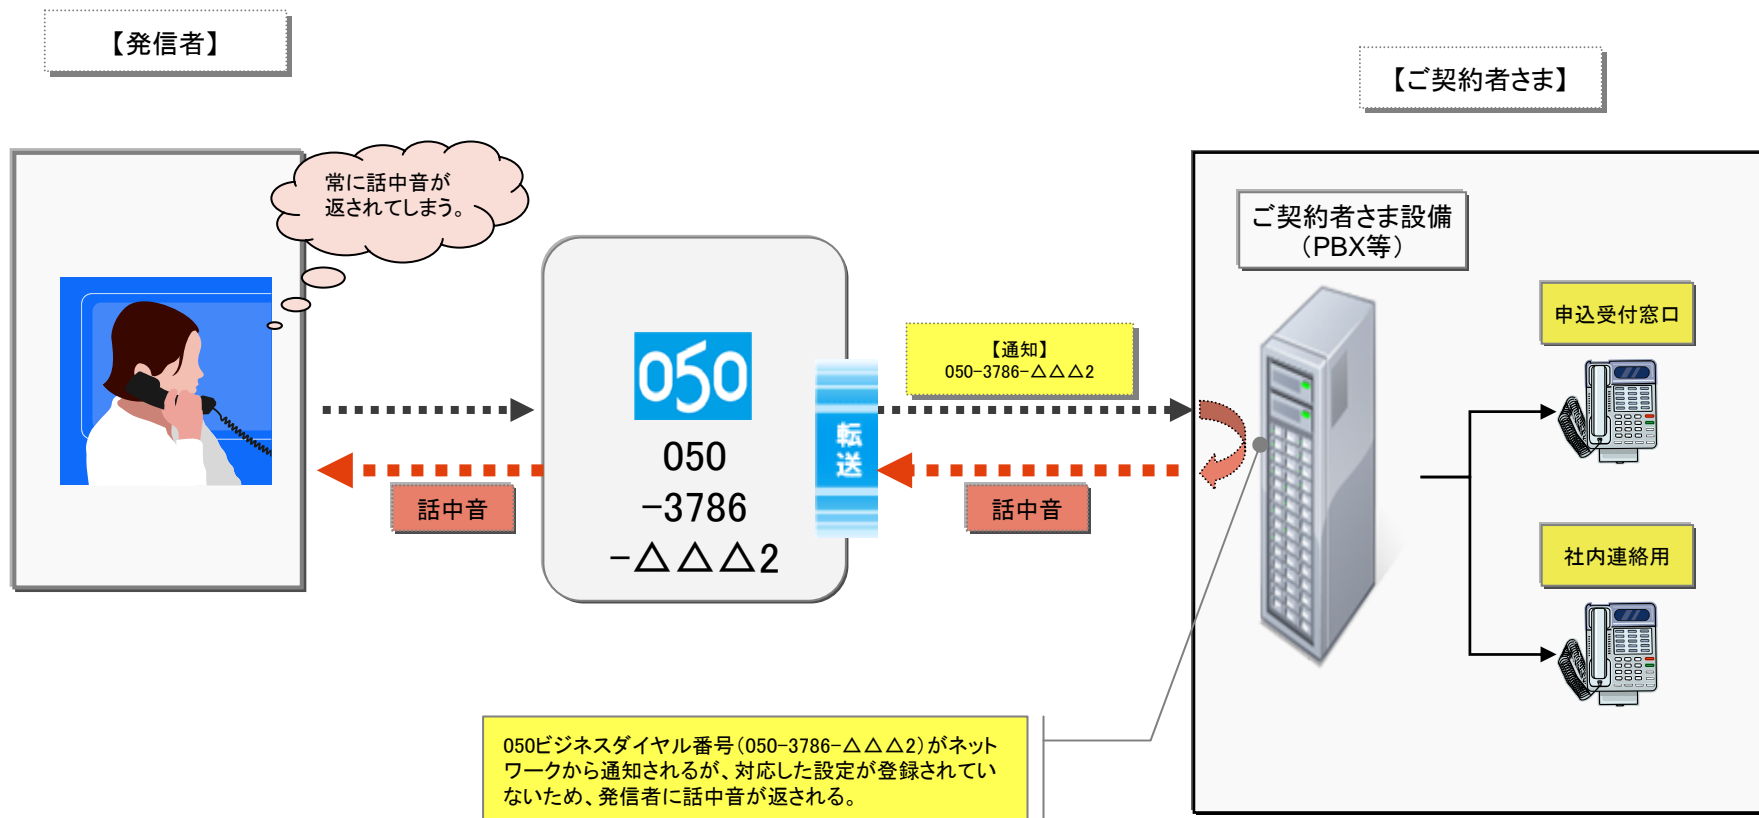 【発信者】
【ご契約者さま】
常に話中音が
返されてしまう。
ご契約者さま設備
（PBX等）
申込受付窓口
【通知】
050-3786-△△△2
050
050
-3786
-△△△2
転送
話中音
話中音
社内連絡用
050ビジネスダイヤル番号（050-3786-△△△2）がネット
ワークから通知されるが、対応した設定が登録されてい
ないため、発信者に話中音が返される。